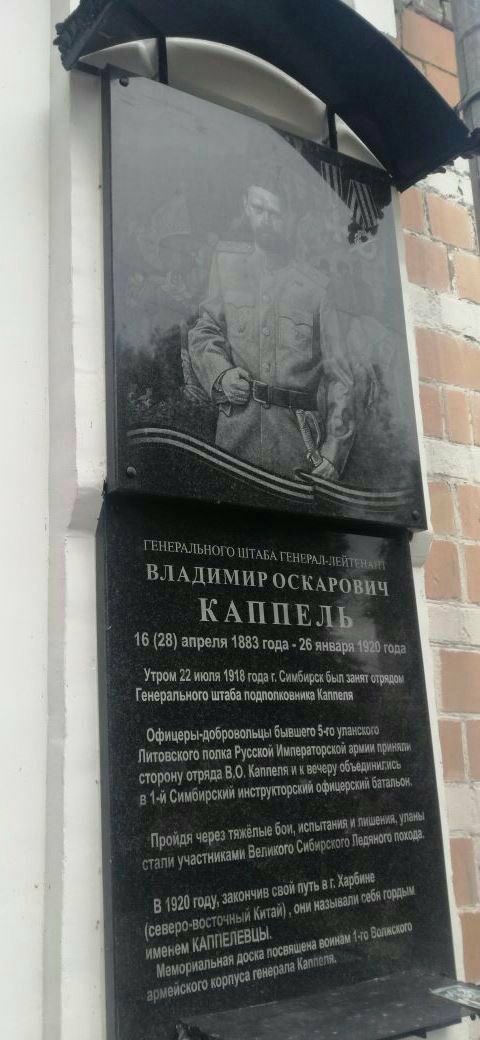 ГЕНЕРАЛЬНОГО ШТАБА ГЕНЕРАЛ-ЛЕЙТЕНАНТ
ВЛАДИМИР ОСКАРОВИЧ
КАППЕЛЬ
16 (28) апреля 1883 года - 26 января 1920 года
Утром 22 июля 1918 года г. Симбирск был занят отрядом
Генерального штаба подполковника Каппеля
Офицеры-добровольцы бывшего 5-го уланского
Литовского полка Русской Императорской армии приняли
сторону отряда В.О. Каппеля и к вечеру объединились
в 1-й Симбирский инструкторский офицерский батальон.
Пройдя через тяжёлые бои, испытания и лишения, уланы
стали участниками Великого Сибирского Ледяного похода.
В 1920 году, закончив свой путь в г. Харбине
(северо-восточный Китай) , они называли себя гордым
именем КАППЕЛЕВЦЫ.
Мемориальная доска посвящена воинам 1-го Волжского
армейского корпуса генерала Каппеля.